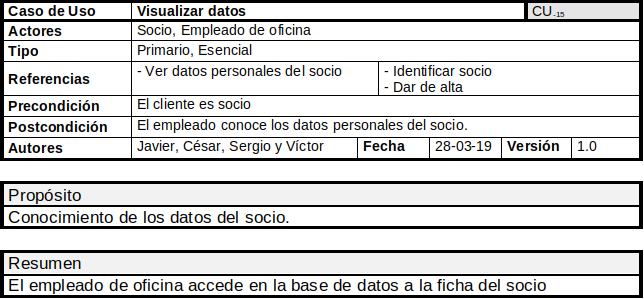 Caso de Uso Visualizar datos CU-15
Actores Socio, Empleado de oficina
Tipo Primario, Esencial
Referencias - Ver datos personales del socio - Identificar socio
- Dar de alta
Precondición El cliente es socio
Postcondición El empleado conoce los datos personales del socio.
Autores Javier, César, Sergio y Víctor Fecha 28-03-19 Versión 1.0
Propósito
Conocimiento de los datos del socio.
Resumen
El empleado de oficina accede en la base de datos a la ficha del socio